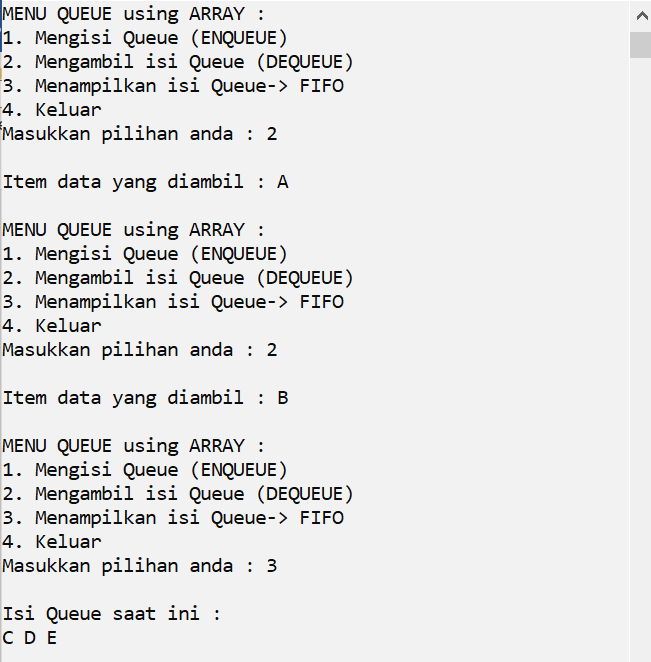 MENU QUEUE using ARRAY :
1. Mengisi Queue (ENQUEUE)
2. Mengambil isi Queue (DEQUEUE)
3. Menampilkan isi Queue-> FIFO
4. Keluar
Masukkan pilihan anda : 2
Item data yang diambil : A
MENU QUEUE using ARRAY :
1. Mengisi Queue (ENQUEUE)
2. Mengambil isi Queue (DEQUEUE)
3. Menampilkan isi Queue-> FIFO
4. Keluar
Masukkan pilihan anda : 2
Item data yang diambil : B
MENU QUEUE using ARRAY :
1. Mengisi Queue (ENQUEUE)
2. Mengambil isi Queue (DEQUEUE)
3. Menampilkan isi Queue-> FIFO
4. Keluar
Masukkan pilihan anda : 3
Isi Queue saat ini :
C D E